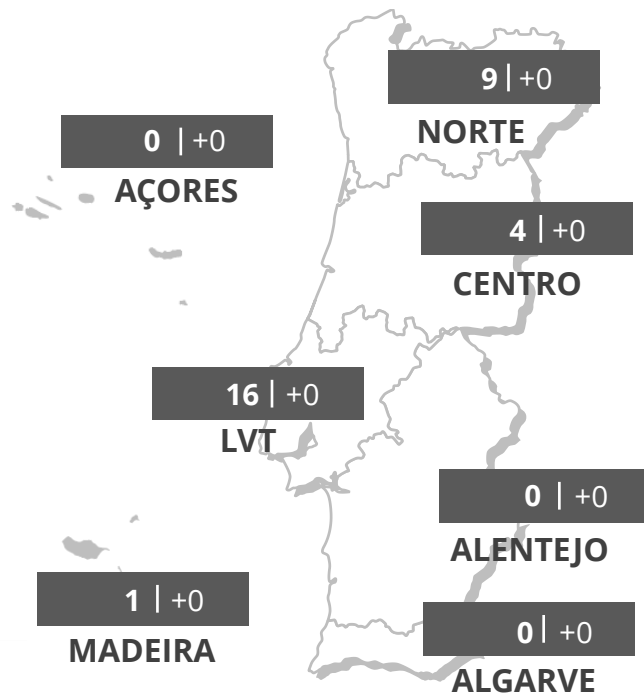 9 | +0
NORTE
0 | +0
AÇORES
4 | +0
CENTRO
16 | +0
LVT
0 | +0
ALENTEJO
1 | +0
MADEIRA
0 | +0
ALGARVE